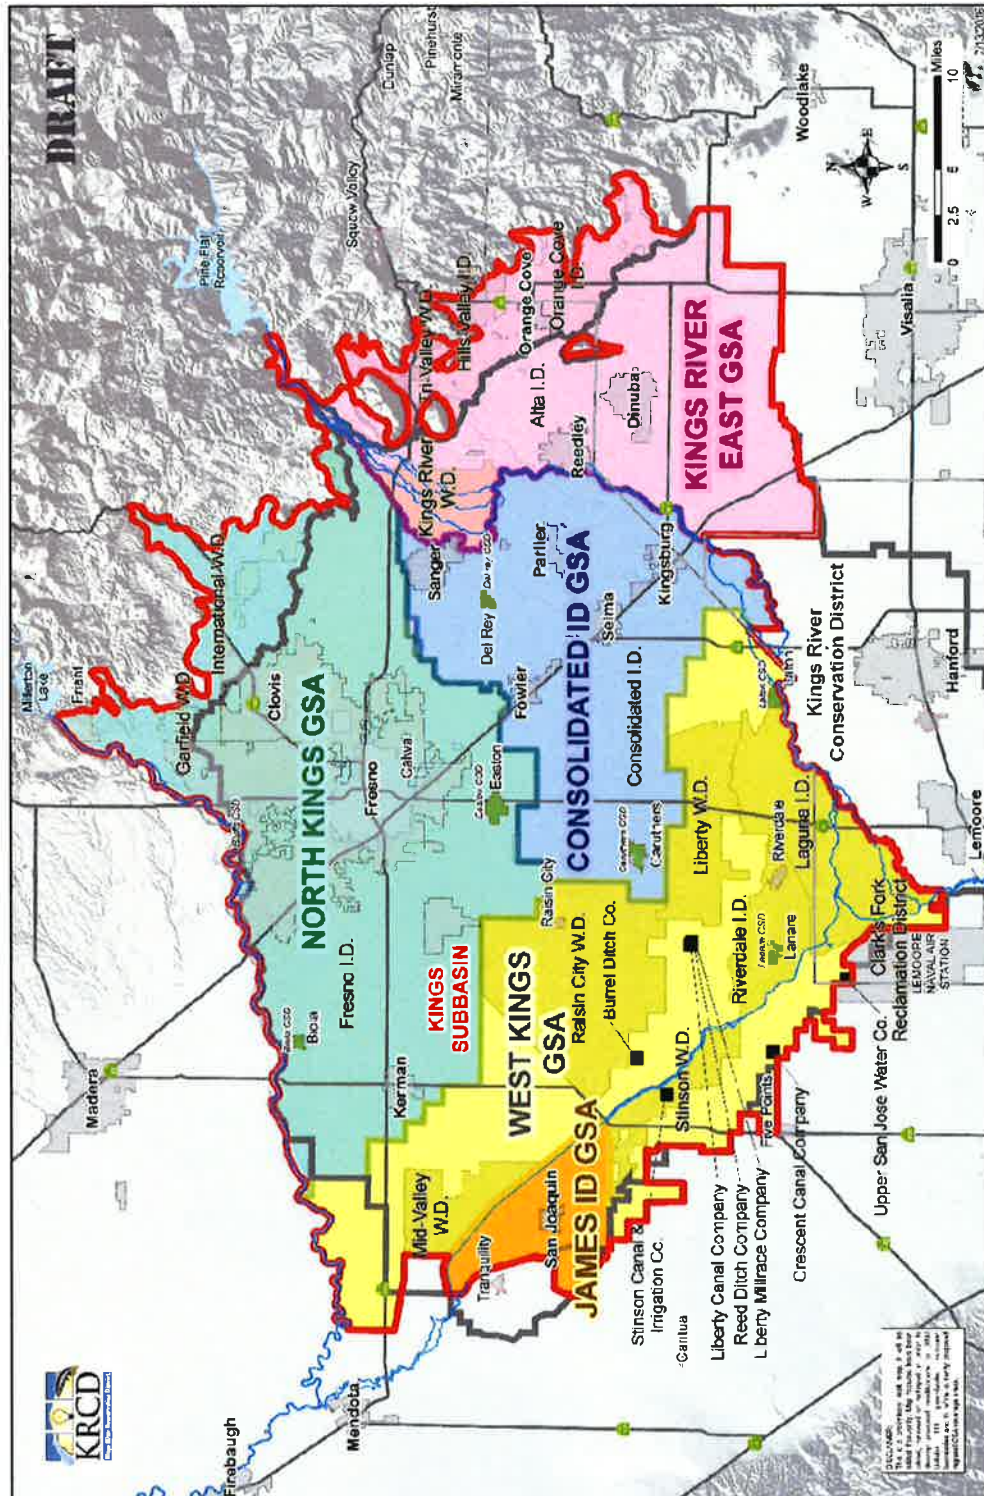 KRCD
DRAFT
Firebaugh
Mendota
Madera
Millerton
Lake
Friant
Pine Flat
Reservoir
Squaw Valley
Dunlap
Pinehurst
Miramonte
Garfield W.D.
International W.D.
Clovis
NORTH KINGS GSA
Fresno I.D.
Biola
Fresno
Calwa
Kerman
KINGS
SUBBASIN
Easton
Mid-Valley
W.D.
Tranquility
San Joaquin
JAMES ID GSA
WEST KINGS
GSA
Raisin City
Raisin City W.D.
Burrel Ditch Co.
Fowler
Del Rey
Sanger
Kings River
W.D.
Tri-Valley W.D.
Hills Valley I.D.
Orange Cove
Orange Cove
I.D.
Alta I.D.
Reedley
Dinuba
Parlier
CONSOLIDATED ID GSA
Consolidated I.D.
Selma
Kingsburg
KINGS RIVER
EAST GSA
Caruthers
Liberty W.D.
Riverdale I.D.
Riverdale
Laguna I.D.
Lanare
Stinson W.D.
Stinson Canal &
Irrigation Co.
Cantua
Liberty Canal Company
Reed Ditch Company
Liberty Millrace Company
Five Points
Crescent Canal Company
Upper San Jose Water Co.
Clark's Fork
Reclamation District
LEMOORE
NAVAL AIR
STATION
Lemoore
Kings River
Conservation District
Hanford
Visalia
Woodlake
N
W
E
S
0
2.5
5
10
Miles
DISCLAIMER: